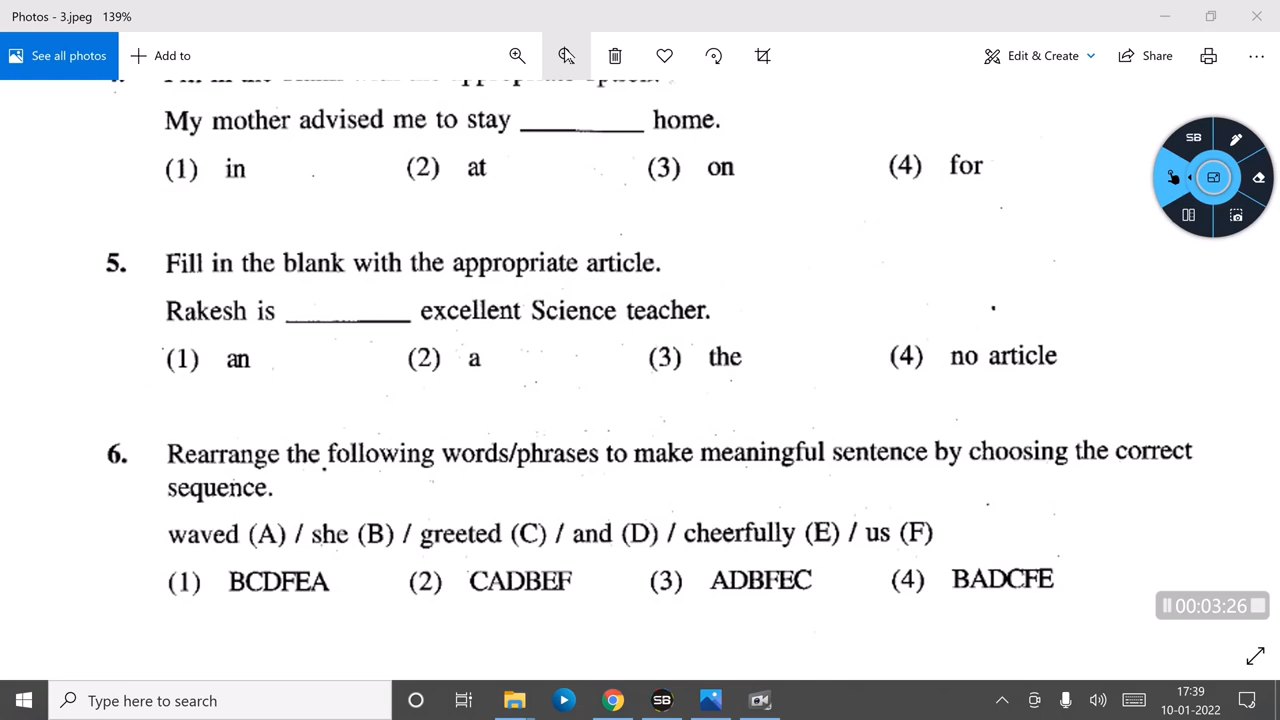 Photos - 3.jpeg 139%
See all photos
Add to
Edit & Create
Share
My mother advised me to stay ________ home.
(1) in (2) at (3) on (4) for
SB
5. Fill in the blank with the appropriate article.
Rakesh is ________ excellent Science teacher.
(1) an (2) a (3) the (4) no article
6. Rearrange the following words/phrases to make meaningful sentence by choosing the correct
sequence.
waved (A) / she (B) / greeted (C) / and (D) / cheerfully (E) / us (F)
(1) BCDFEA (2) CADBEF (3) ADBFEC (4) BADCFE
00:03:26
Type here to search
SB
17:39
10-01-2022